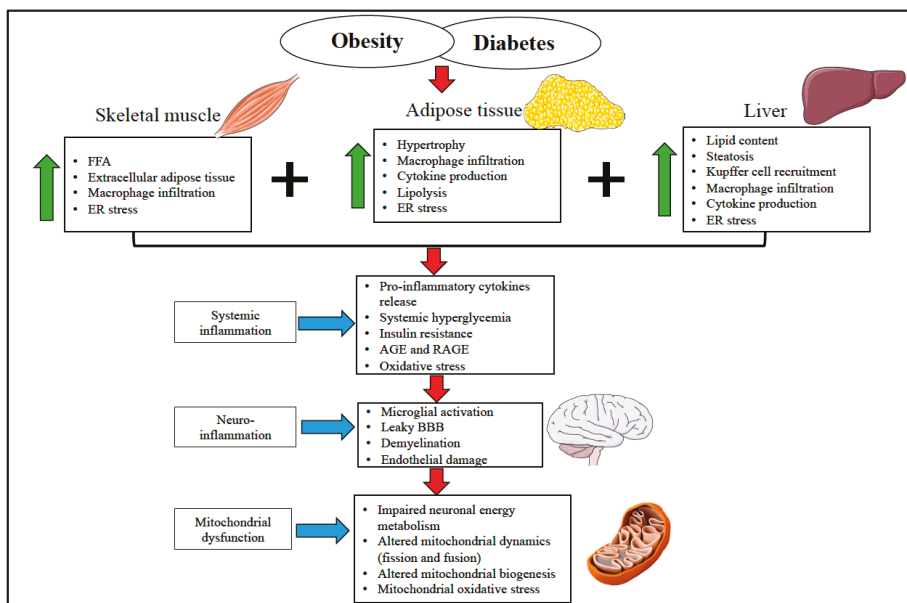 Obesity
Diabetes
Skeletal muscle
Adipose tissue
Liver
• FFA
• Extracellular adipose tissue
• Macrophage infiltration
• ER stress
• Hypertrophy
• Macrophage infiltration
• Cytokine production
• Lipolysis
• ER stress
• Lipid content
• Steatosis
• Kupffer cell recruitment
• Macrophage infiltration
• Cytokine production
• ER stress
Systemic
inflammation
• Pro-inflammatory cytokines
release
• Systemic hyperglycemia
• Insulin resistance
• AGE and RAGE
• Oxidative stress
Neuro-
inflammation
• Microglial activation
• Leaky BBB
• Demyelination
• Endothelial damage
Mitochondrial
dysfunction
• Impaired neuronal energy
metabolism
• Altered mitochondrial dynamics
(fission and fusion)
• Altered mitochondrial biogenesis
• Mitochondrial oxidative stress